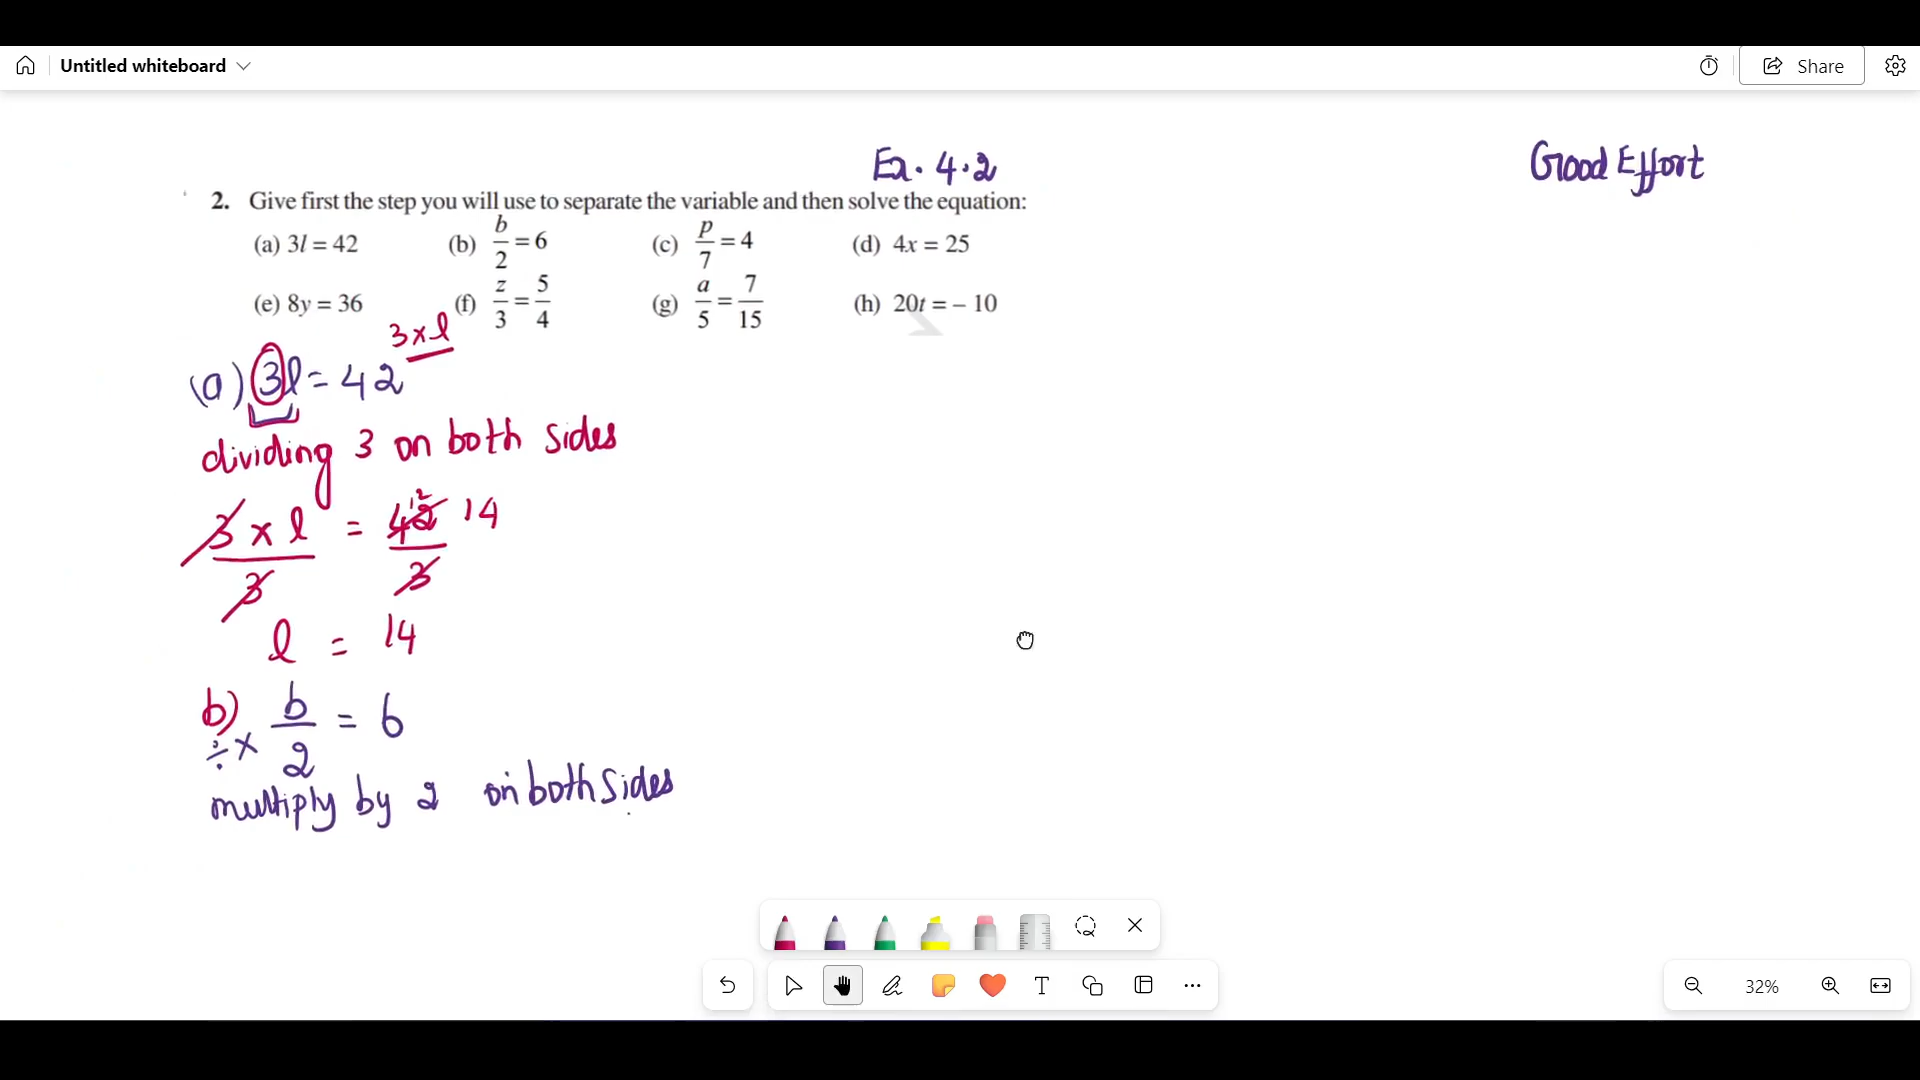 Untitled whiteboard
Share
Ex. 4.2
Good Effort
2. Give first the step you will use to separate the variable and then solve the equation:
(a) 3l = 42 (b) b/2 = 6 (c) p/7 = 4 (d) 4x = 25
(e) 8y = 36 (f) z/3 = 5/4 (g) a/5 = 7/15 (h) 20t = – 10
3 x l
(a) 3l = 42
dividing 3 on both sides
3 x l / 3 = 42 / 3 12 14
l = 14
b) b/2 = 6
÷ x
multiply by 2 on both sides
32%